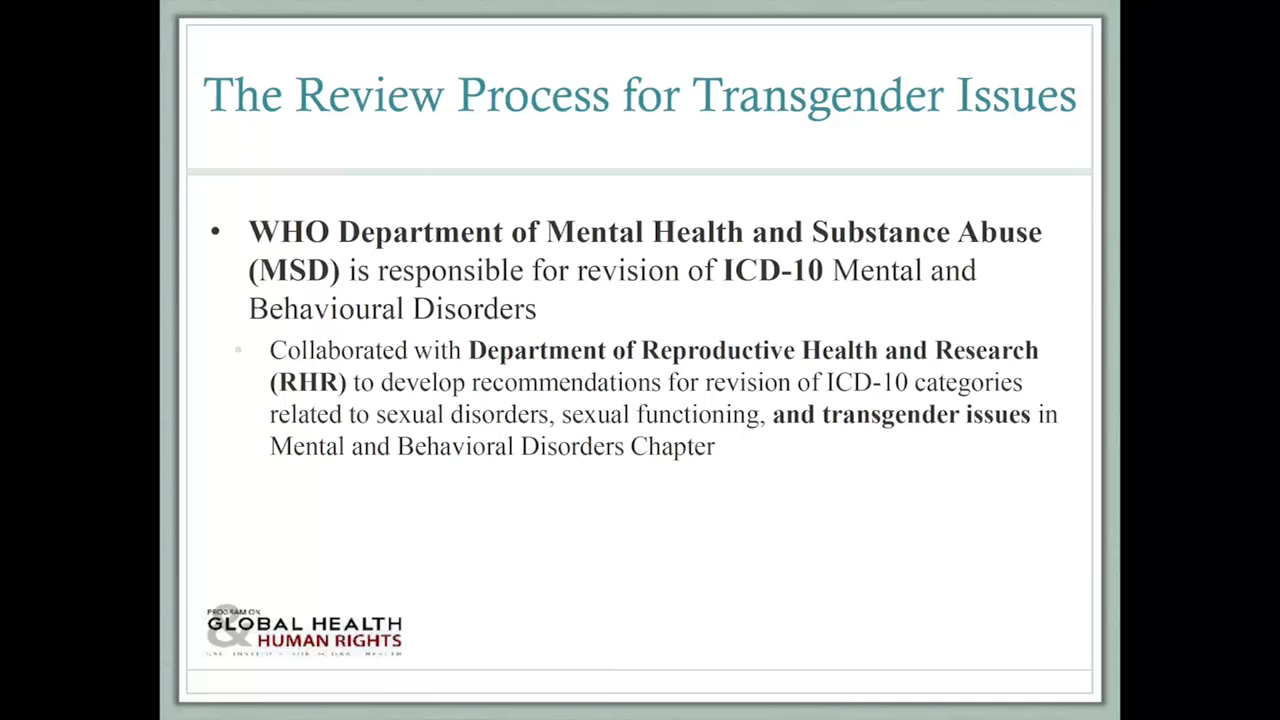 The Review Process for Transgender Issues
• WHO Department of Mental Health and Substance Abuse
(MSD) is responsible for revision of ICD-10 Mental and
Behavioural Disorders
Collaborated with Department of Reproductive Health and Research
(RHR) to develop recommendations for revision of ICD-10 categories
related to sexual disorders, sexual functioning, and transgender issues in
Mental and Behavioral Disorders Chapter
PROGRAM ON
GLOBAL HEALTH
& HUMAN RIGHTS